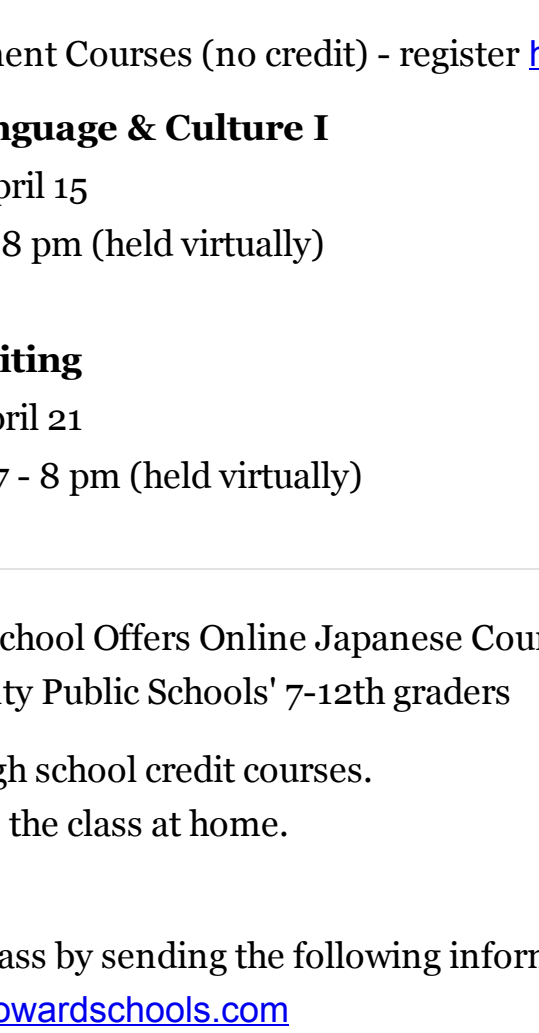 ent Courses (no credit) - register h
nguage & Culture I
pril 15
8 pm (held virtually)
iting
oril 21
7 - 8 pm (held virtually)
chool Offers Online Japanese Cour
ty Public Schools' 7-12th graders
gh school credit courses.
the class at home.
ass by sending the following inform
owardschools.com